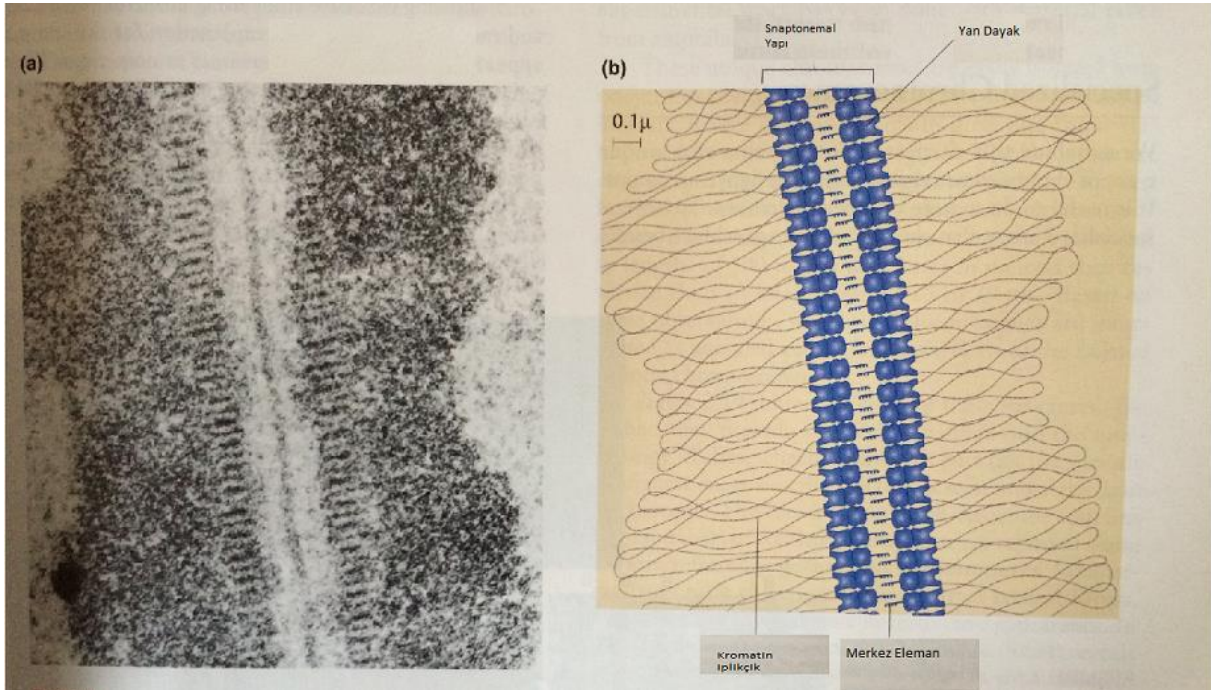 (a)
(b)
Snaptonemal
Yapı
Yan Dayak
0.1µ
Kromatin
iplikçik
Merkez Eleman